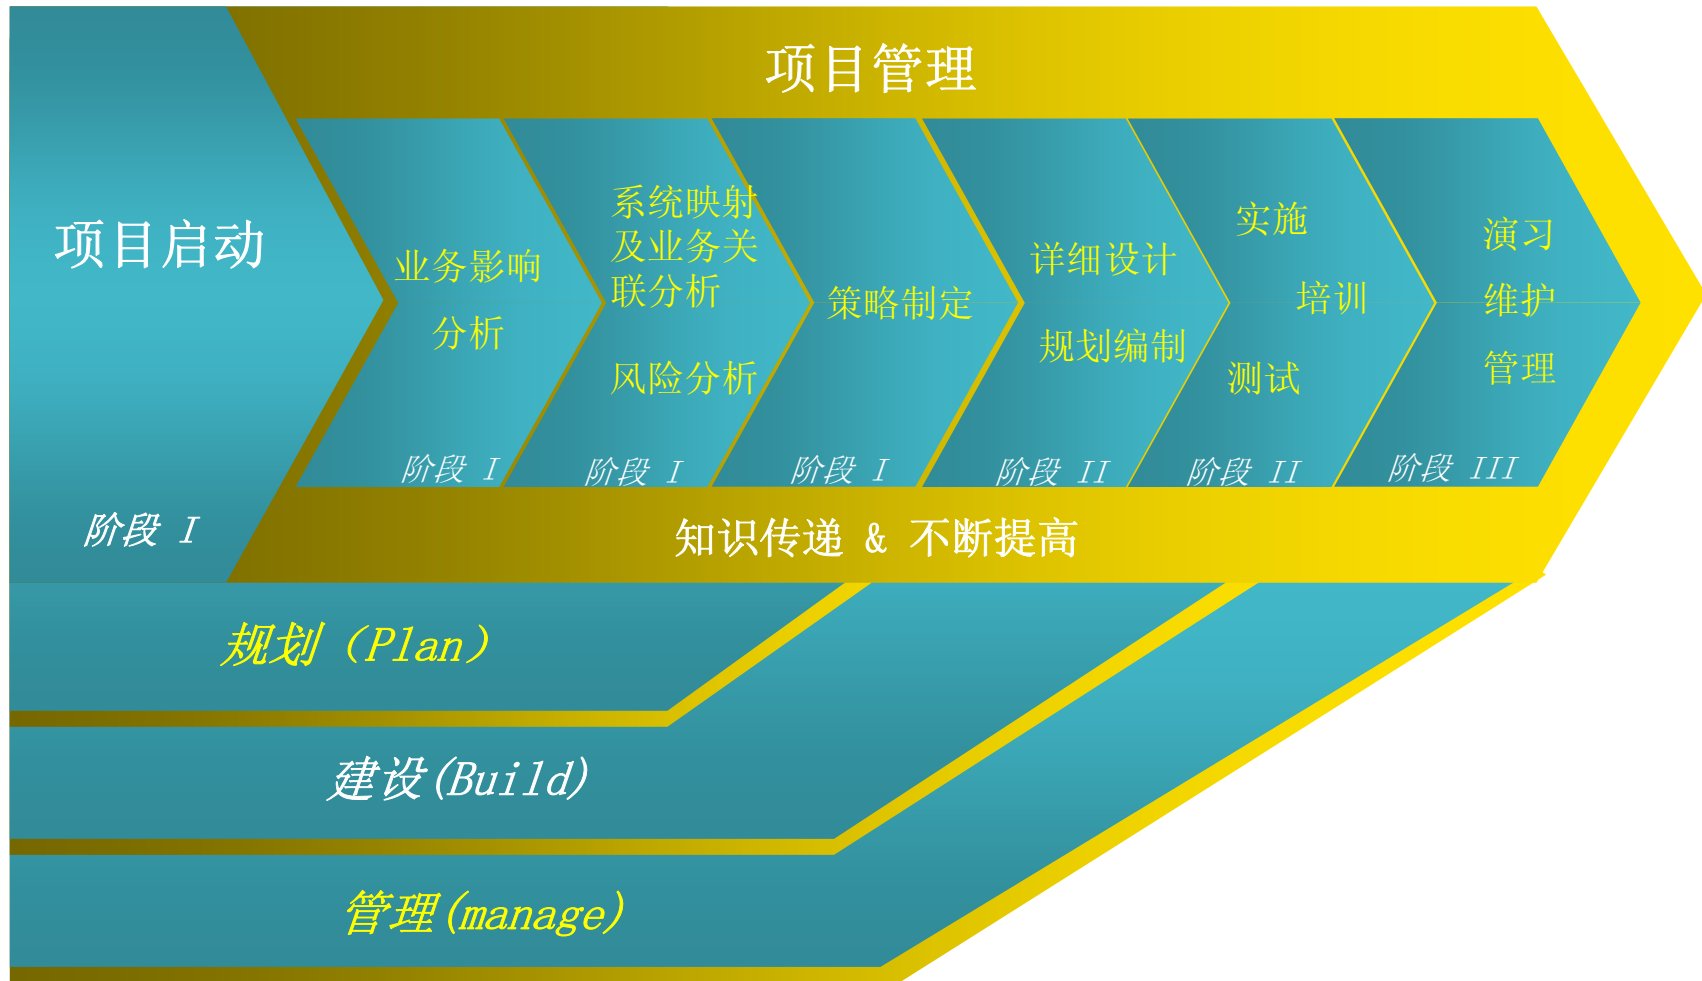 项目管理
项目启动
阶段 I
业务影响
分析
阶段 I
系统映射
及业务关
联分析
风险分析
阶段 I
策略制定
阶段 I
详细设计
规划编制
阶段 II
实施
培训
测试
阶段 II
演习
维护
管理
阶段 III
知识传递 & 不断提高
规划（Plan）
建设(Build)
管理(manage)